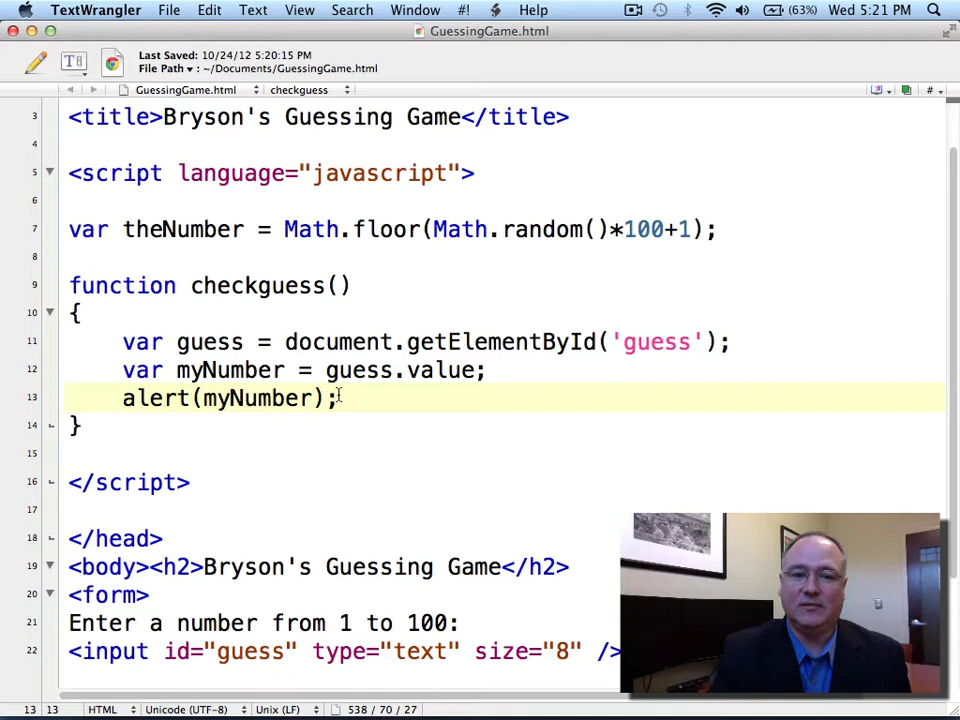 TextWrangler File Edit Text View Search Window #! Help (63%) Wed 5:21 PM
GuessingGame.html
Last Saved: 10/24/12 5:20:15 PM
File Path ▾ : ~/Documents/GuessingGame.html
GuessingGame.html checkguess #
3 <title>Bryson's Guessing Game</title>
4
5 <script language="javascript">
6
7 var theNumber = Math.floor(Math.random()*100+1);
8
9 function checkguess()
10 {
11 var guess = document.getElementById('guess');
12 var myNumber = guess.value;
13 alert(myNumber);
14 }
15
16 </script>
17
18 </head>
19 <body><h2>Bryson's Guessing Game</h2>
20 <form>
21 Enter a number from 1 to 100:
22 <input id="guess" type="text" size="8" />
13 13 HTML Unicode (UTF-8) Unix (LF) 538 / 70 / 27